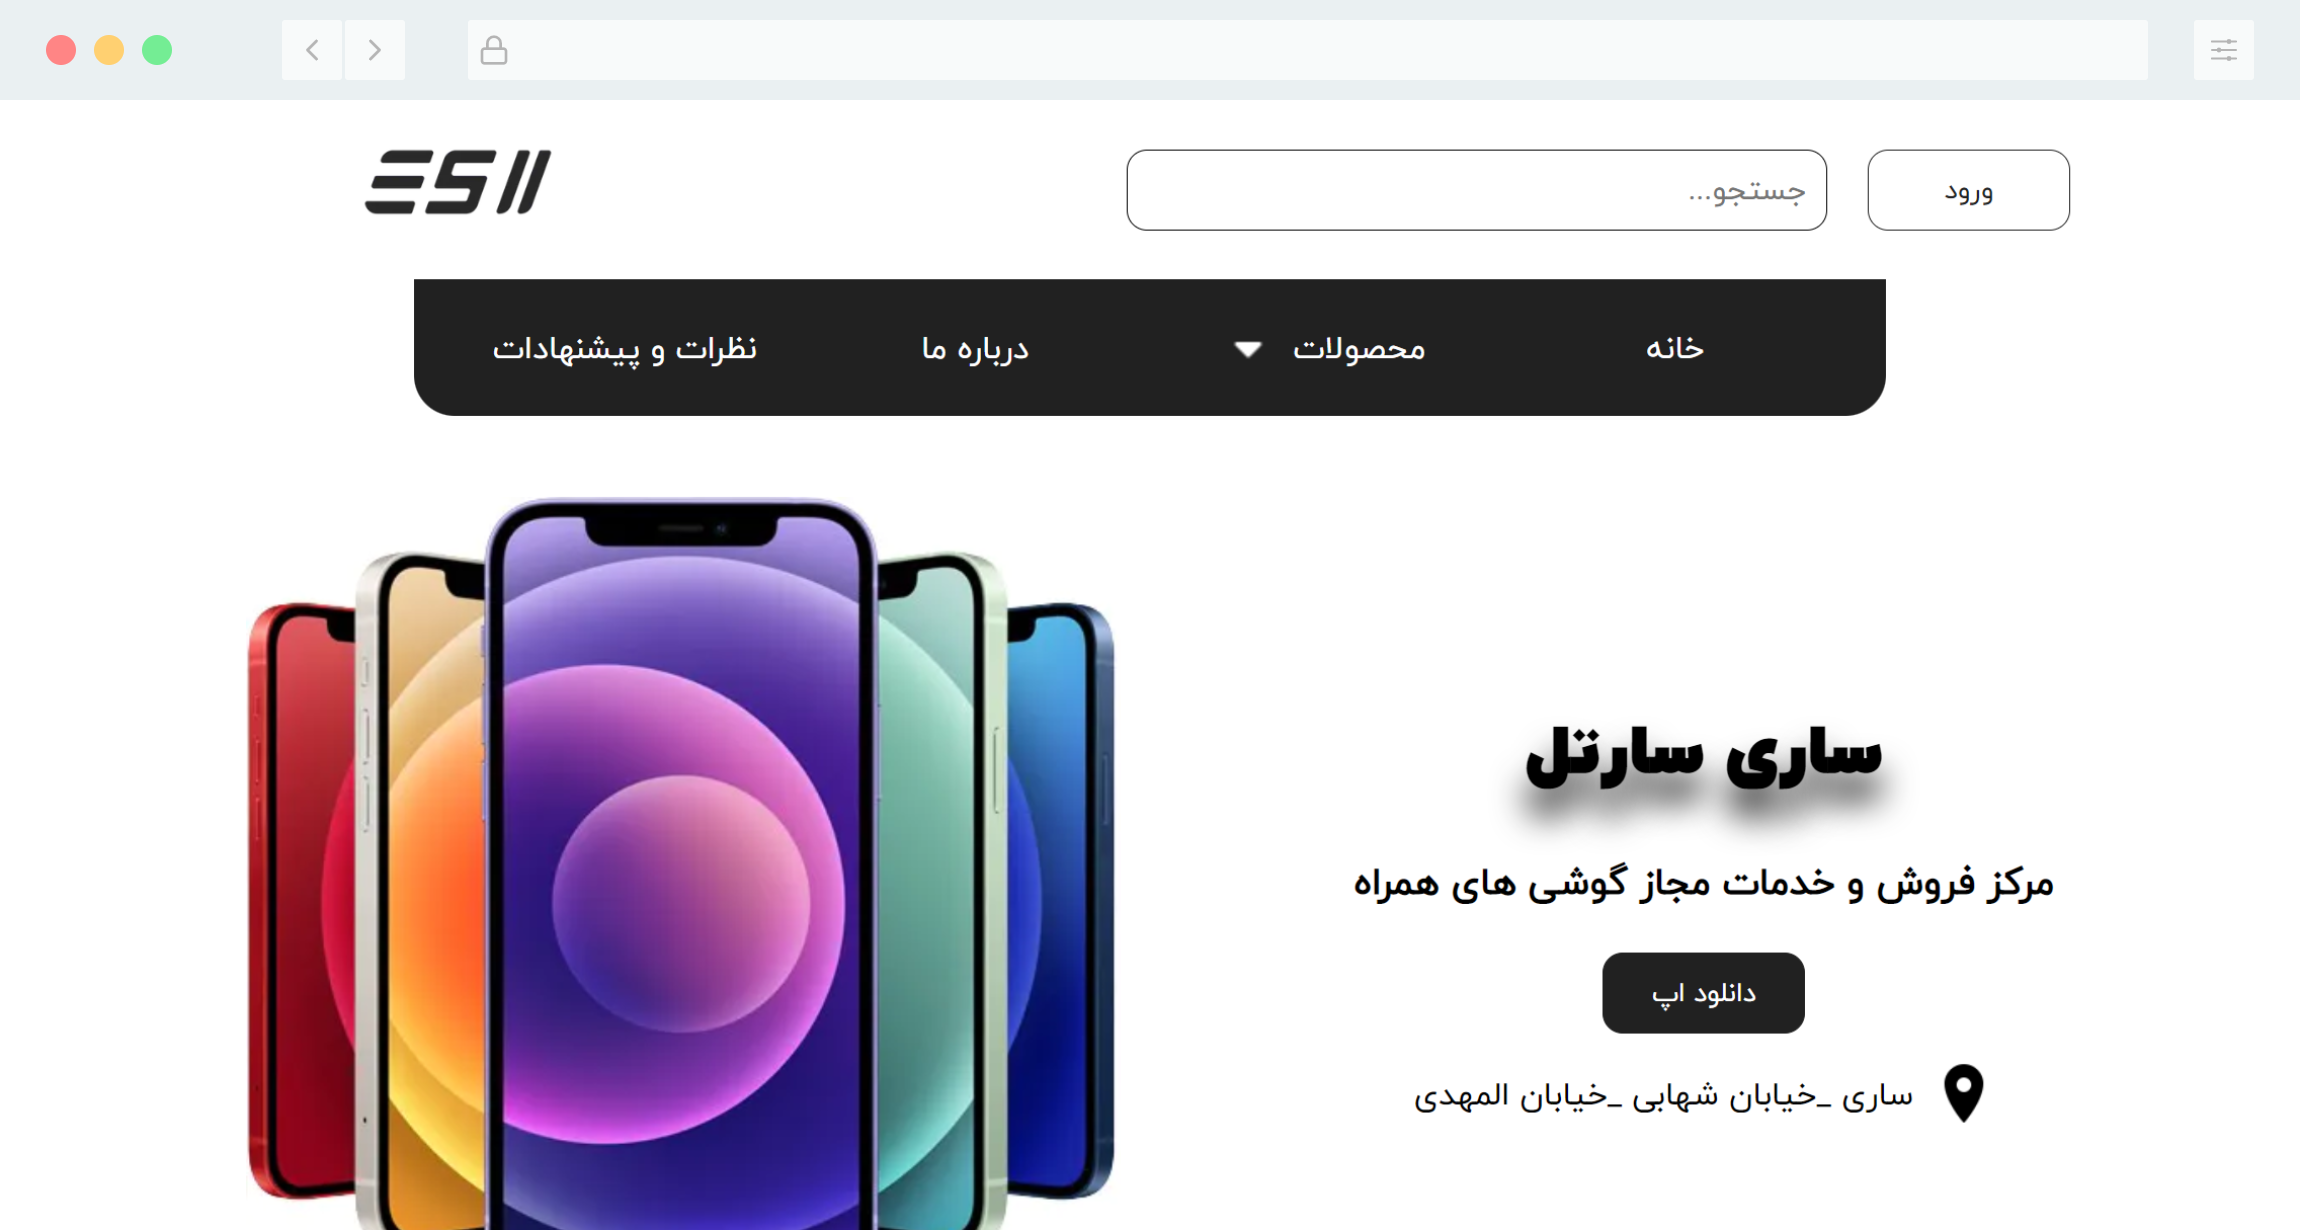 ورود
جستجو...
ESII
خانه
محصولات
درباره ما
نظرات و پیشنهادات
ساری سارتل
مرکز فروش و خدمات مجاز گوشی های همراه
دانلود اپ
ساری _خیابان شهابی _خیابان المهدی